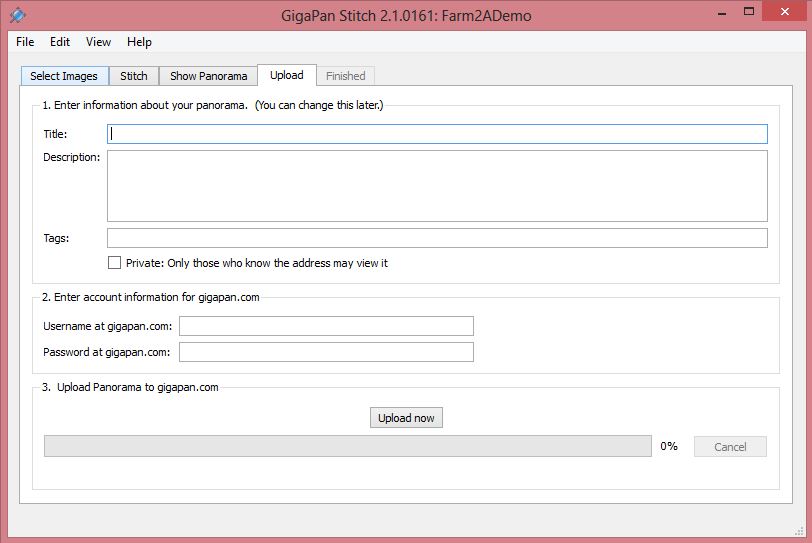 GigaPan Stitch 2.1.0161: Farm2ADemo
File Edit View Help
Select Images Stitch Show Panorama Upload Finished
1. Enter information about your panorama. (You can change this later.)
Title:
Description:
Tags:
Private: Only those who know the address may view it
2. Enter account information for gigapan.com
Username at gigapan.com:
Password at gigapan.com:
3. Upload Panorama to gigapan.com
Upload now
0% Cancel